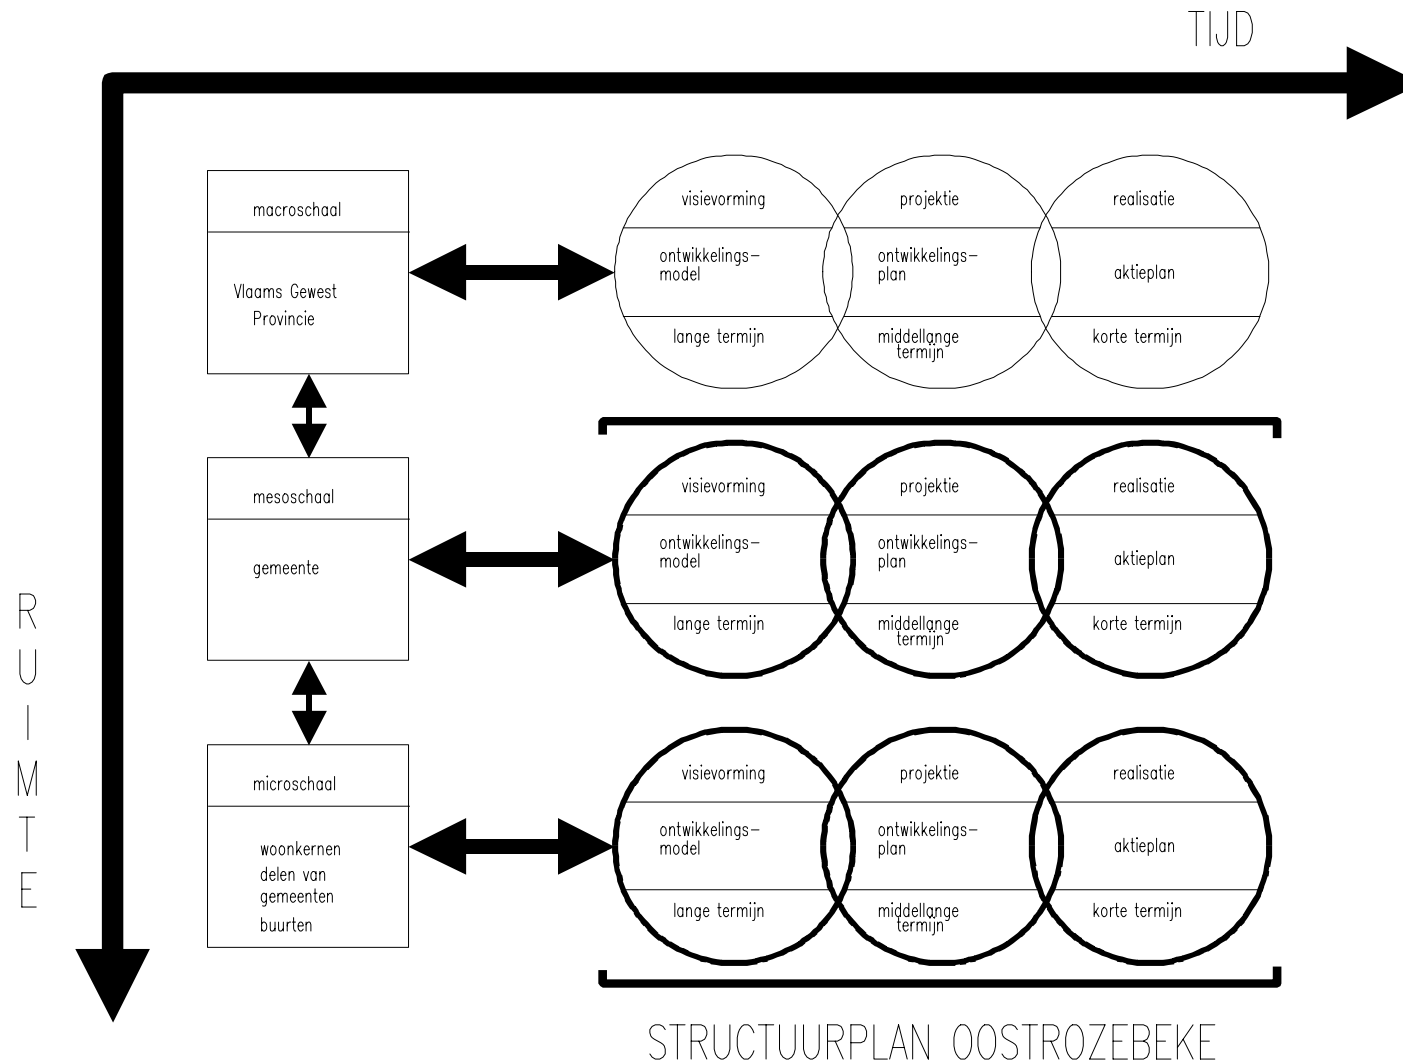 TIJD
macroschaal
Vlaams Gewest
Provincie
visievorming
ontwikkelings-
model
lange termijn
projektie
ontwikkelings-
plan
middellange
termijn
realisatie
aktieplan
korte termijn
mesoschaal
gemeente
visievorming
ontwikkelings-
model
lange termijn
projektie
ontwikkelings-
plan
middellange
termijn
realisatie
aktieplan
korte termijn
RUIMTE
microschaal
woonkernen
delen van
gemeenten
buurten
visievorming
ontwikkelings-
model
lange termijn
projektie
ontwikkelings-
plan
middellange
termijn
realisatie
aktieplan
korte termijn
STRUCTUURPLAN OOSTROZEBEKE